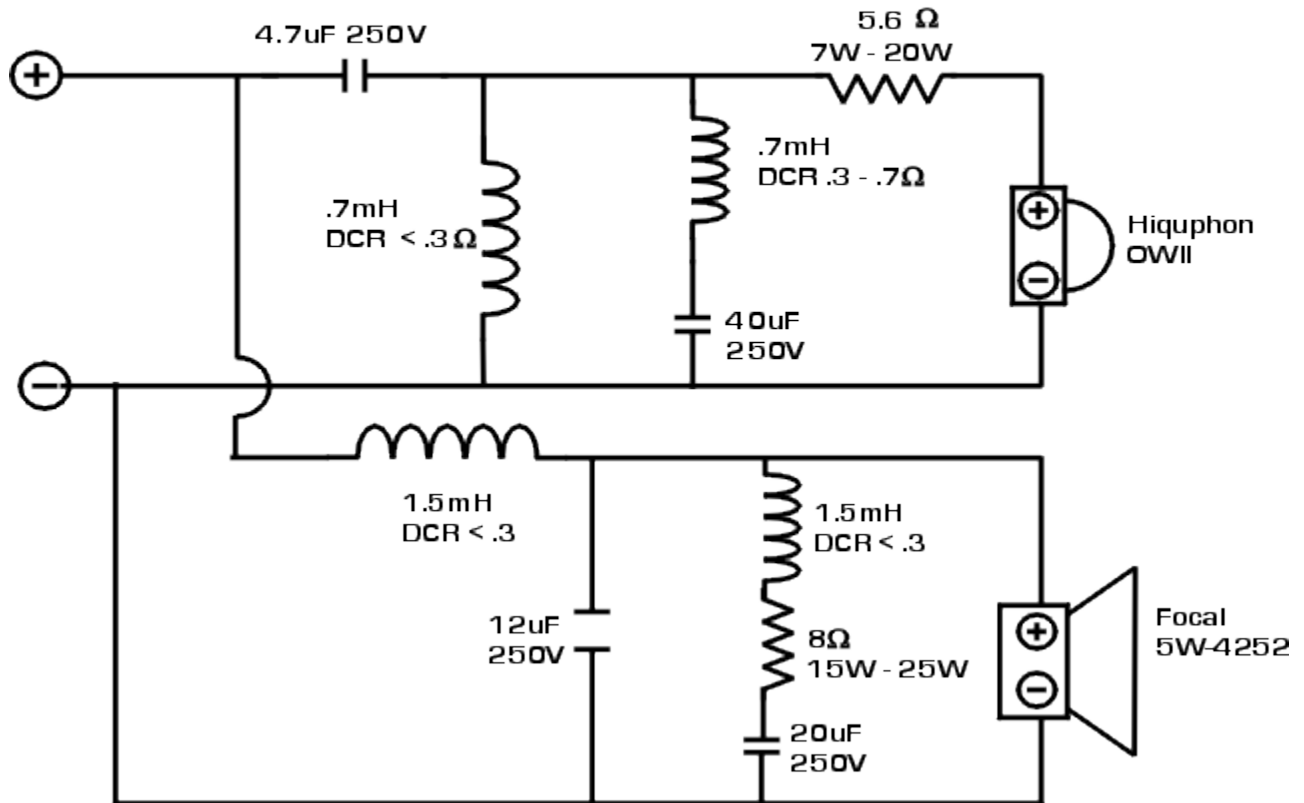 4.7uF 250V
5.6 Ω
7W - 20W
+
.7mH
DCR < .3Ω
.7mH
DCR .3 - .7Ω
40uF
250V
+
−
Hiquphon
OWII
−
1.5mH
DCR < .3
1.5mH
DCR < .3
12uF
250V
8Ω
15W - 25W
20uF
250V
+
−
Focal
5W-4252